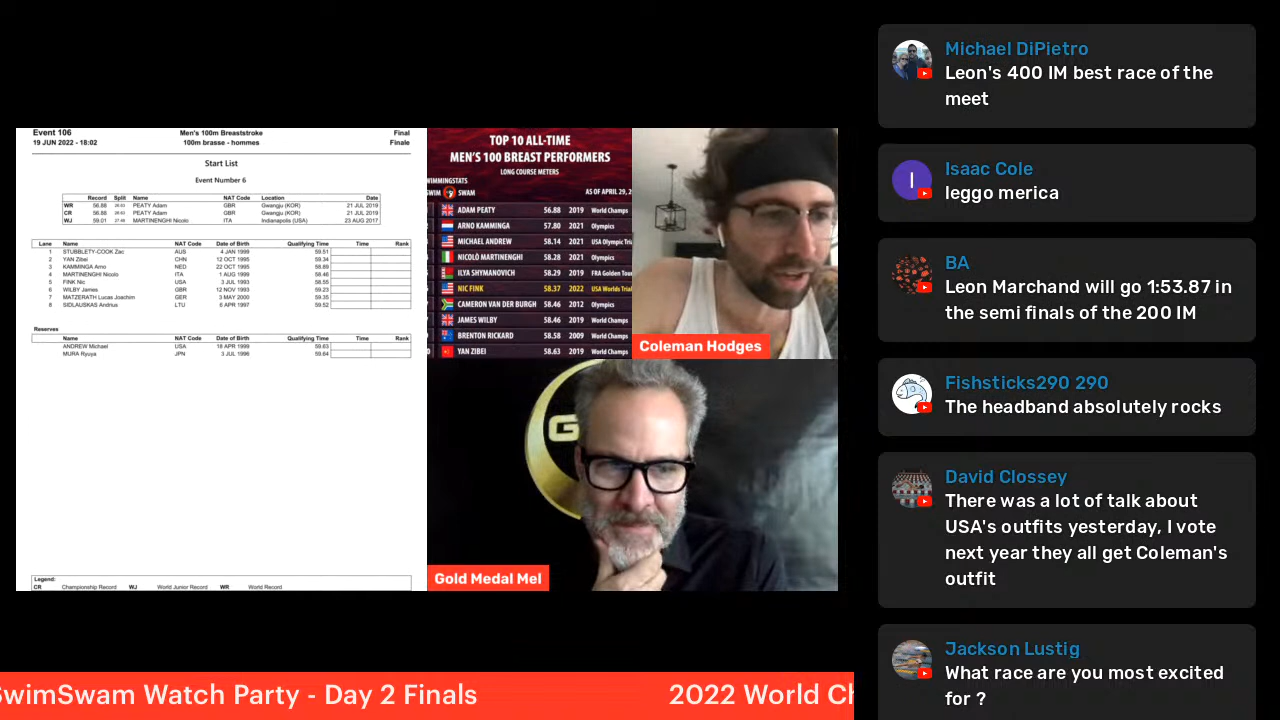 Event 106
Men's 100m Breaststroke
Final
19 JUN 2022 - 18:02
100m brasse - hommes
Finale
Start List
Event Number 6
Record Split Name NAT Code Location Date
WR 56.88 PEATY Adam GBR Gwangju (KOR) 21 JUL 2019
CR 56.88 PEATY Adam GBR Gwangju (KOR) 21 JUL 2019
WJ 59.01 MARTINENGHI Nicolo ITA Indianapolis (USA) 23 AUG 2017
Lane Name NAT Code Date of Birth Qualifying Time Time Rank
1 STUBBLETY-COOK Zac AUS 4 JAN 1999 59.51
2 YAN Zibei CHN 12 OCT 1995 59.34
3 KAMMINGA Arno NED 22 OCT 1995 58.89
4 MARTINENGHI Nicolo ITA 1 AUG 1999 58.46
5 FINK Nic USA 3 JUL 1993 58.55
6 WILBY James GBR 12 NOV 1993 59.23
7 MATZERATH Lucas Joachim GER 3 MAY 2000 59.35
8 SIDLAUSKAS Andrius LTU 6 APR 1997 59.52
Reserves
Name NAT Code Date of Birth Qualifying Time Time Rank
ANDREW Michael USA 18 APR 1999 59.63
MURA Ryuya JPN 3 JUL 1996 59.64
Legend:
CR Championship Record WJ World Junior Record WR World Record
TOP 10 ALL-TIME
MEN'S 100 BREAST PERFORMERS
LONG COURSE METERS
WIMMINGSTATS
SWIM SWAM AS OF APRIL 29, 2
ADAM PEATY 56.88 2019 World Champs
ARNO KAMMINGA 57.80 2021 Olympics
MICHAEL ANDREW 58.14 2021 USA Olympic Tria
NICOLÒ MARTINENGHI 58.28 2021 Olympics
ILYA SHYMANOVICH 58.29 2019 FRA Golden Tour
NIC FINK 58.37 2022 USA Worlds Trial
CAMERON VAN DER BURGH 58.46 2012 Olympics
JAMES WILBY 58.46 2019 World Champs
BRENTON RICKARD 58.58 2009 World Champs
0 YAN ZIBEI 58.63 2019 World Champs
Coleman Hodges
G
Gold Medal Mel
SwimSwam Watch Party - Day 2 Finals
2022 World Ch
Michael DiPietro
Leon's 400 IM best race of the
meet
I
Isaac Cole
leggo merica
BA
Leon Marchand will go 1:53.87 in
the semi finals of the 200 IM
Fishsticks290 290
The headband absolutely rocks
David Clossey
There was a lot of talk about
USA's outfits yesterday, I vote
next year they all get Coleman's
outfit
Jackson Lustig
What race are you most excited
for ?